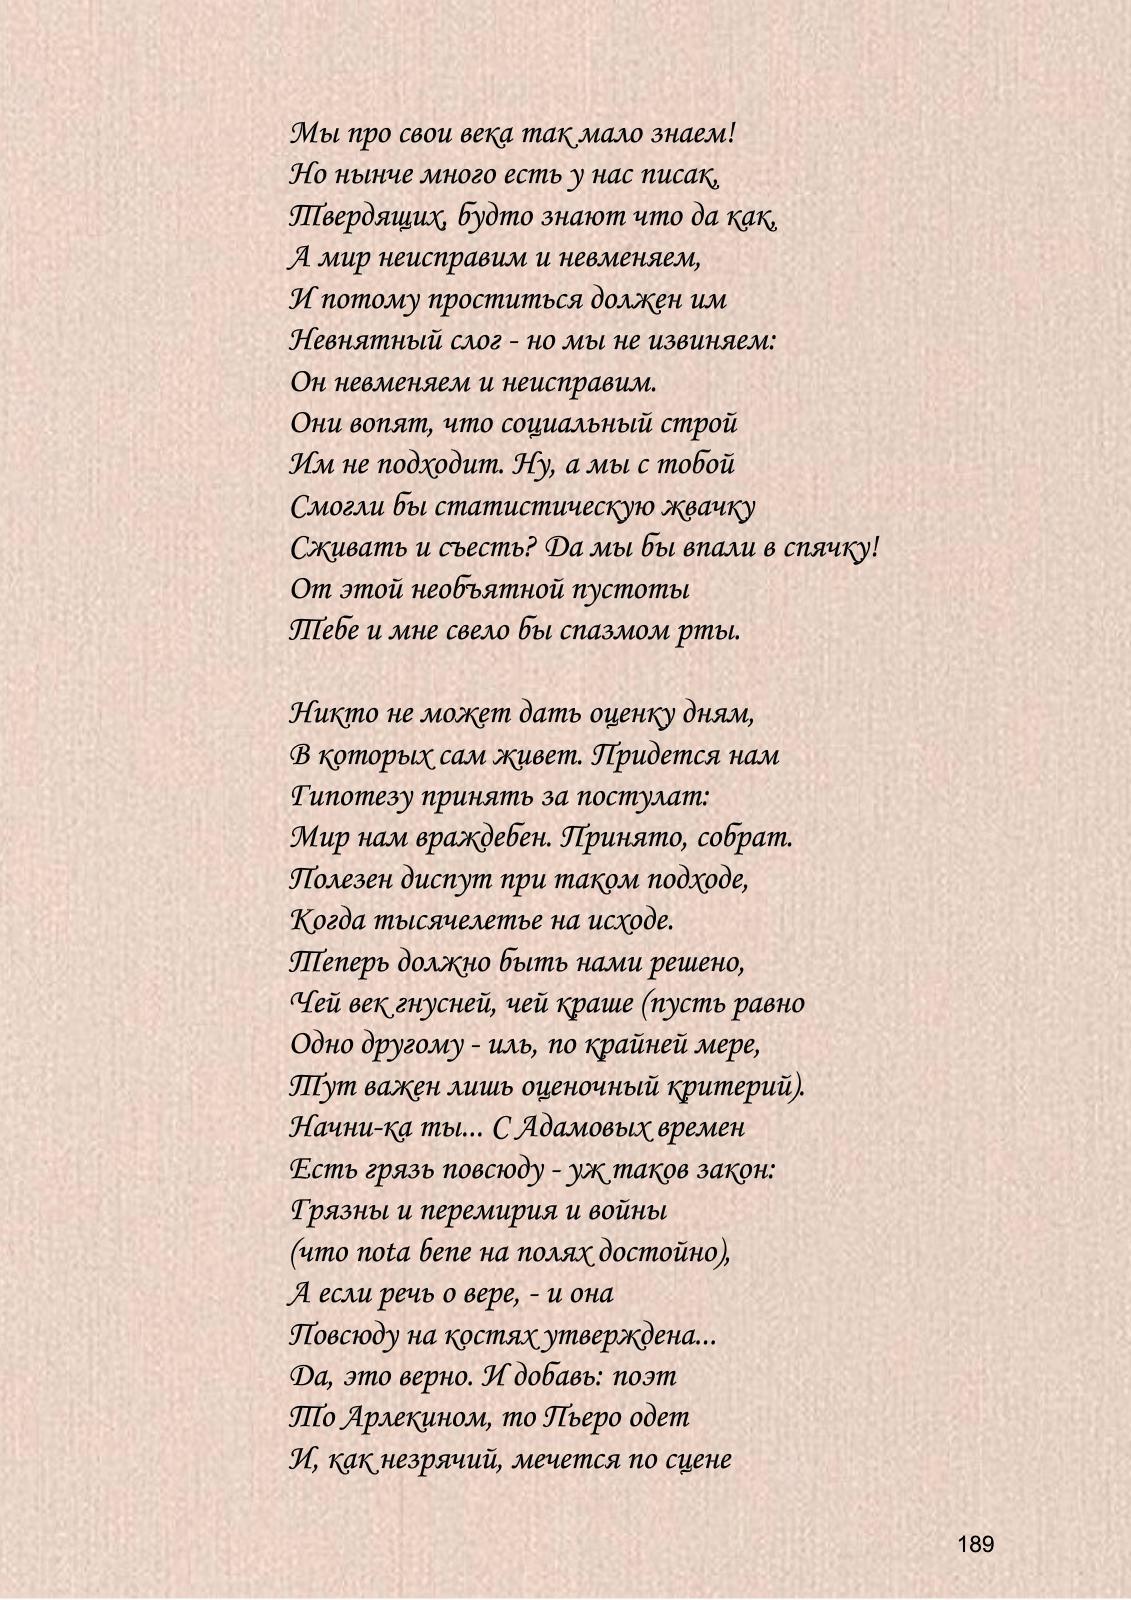 Мы про свои века так мало знаем!
Но нынче много есть у нас писак,
Твердящих, будто знают что да как,
А мир неисправим и невменяем,
И потому проститься должен им
Невнятный слог - но мы не извиняем:
Он невменяем и неисправим.
Они вопят, что социальный строй
Им не подходит. Ну, а мы с тобой
Смогли бы статистическую жвачку
Сживать и съесть? Да мы бы впали в спячку!
От этой необъятной пустоты
Тебе и мне свело бы спазмом рты.

Никто не может дать оценку дням,
В которых сам живет. Придется нам
Гипотезу принять за постулат:
Мир нам враждебен. Принято, собрат.
Полезен диспут при таком подходе,
Когда тысячелетье на исходе.
Теперь должно быть нами решено,
Чей век гнусней, чей краше (пусть равно
Одно другому - иль, по крайней мере,
Тут важен лишь оценочный критерий).
Начни-ка ты... С Адамовых времен
Есть грязь повсюду - уж таков закон:
Грязны и перемирия и войны
(что nota bene на полях достойно),
А если речь о вере, - и она
Повсюду на костях утверждена...
Да, это верно. И добавь: поэт
То Арлекином, то Пьеро одет
И, как незрячий, мечется по сцене
189